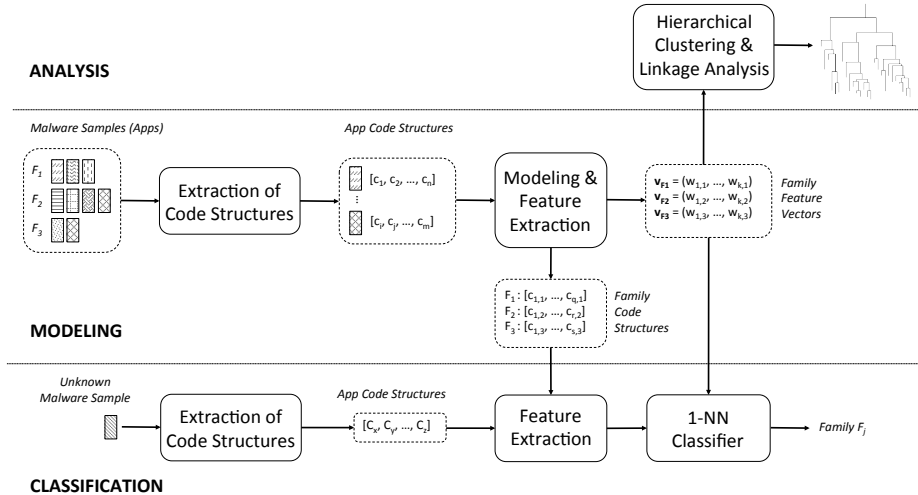 Hierarchical
Clustering &
Linkage Analysis
ANALYSIS
Malware Samples (Apps)
F1
F2
F3
Extraction of
Code Structures
App Code Structures
[c1, c2, …, cn]
⋮
[ci, cj, …, cm]
Modeling &
Feature
Extraction
vF1 = (w1,1, …, wk,1)
vF2 = (w1,2, …, wk,2)
vF3 = (w1,3, …, wk,3)
Family
Feature
Vectors
F1 : [c1,1, …, cq,1]
F2 : [c1,2, …, cr,2]
F3 : [c1,3, …, cs,3]
Family
Code
Structures
MODELING
Unknown
Malware Sample
Extraction of
Code Structures
App Code Structures
[Cx, CY, …, Cz]
Feature
Extraction
1-NN
Classifier
Family Fj
CLASSIFICATION